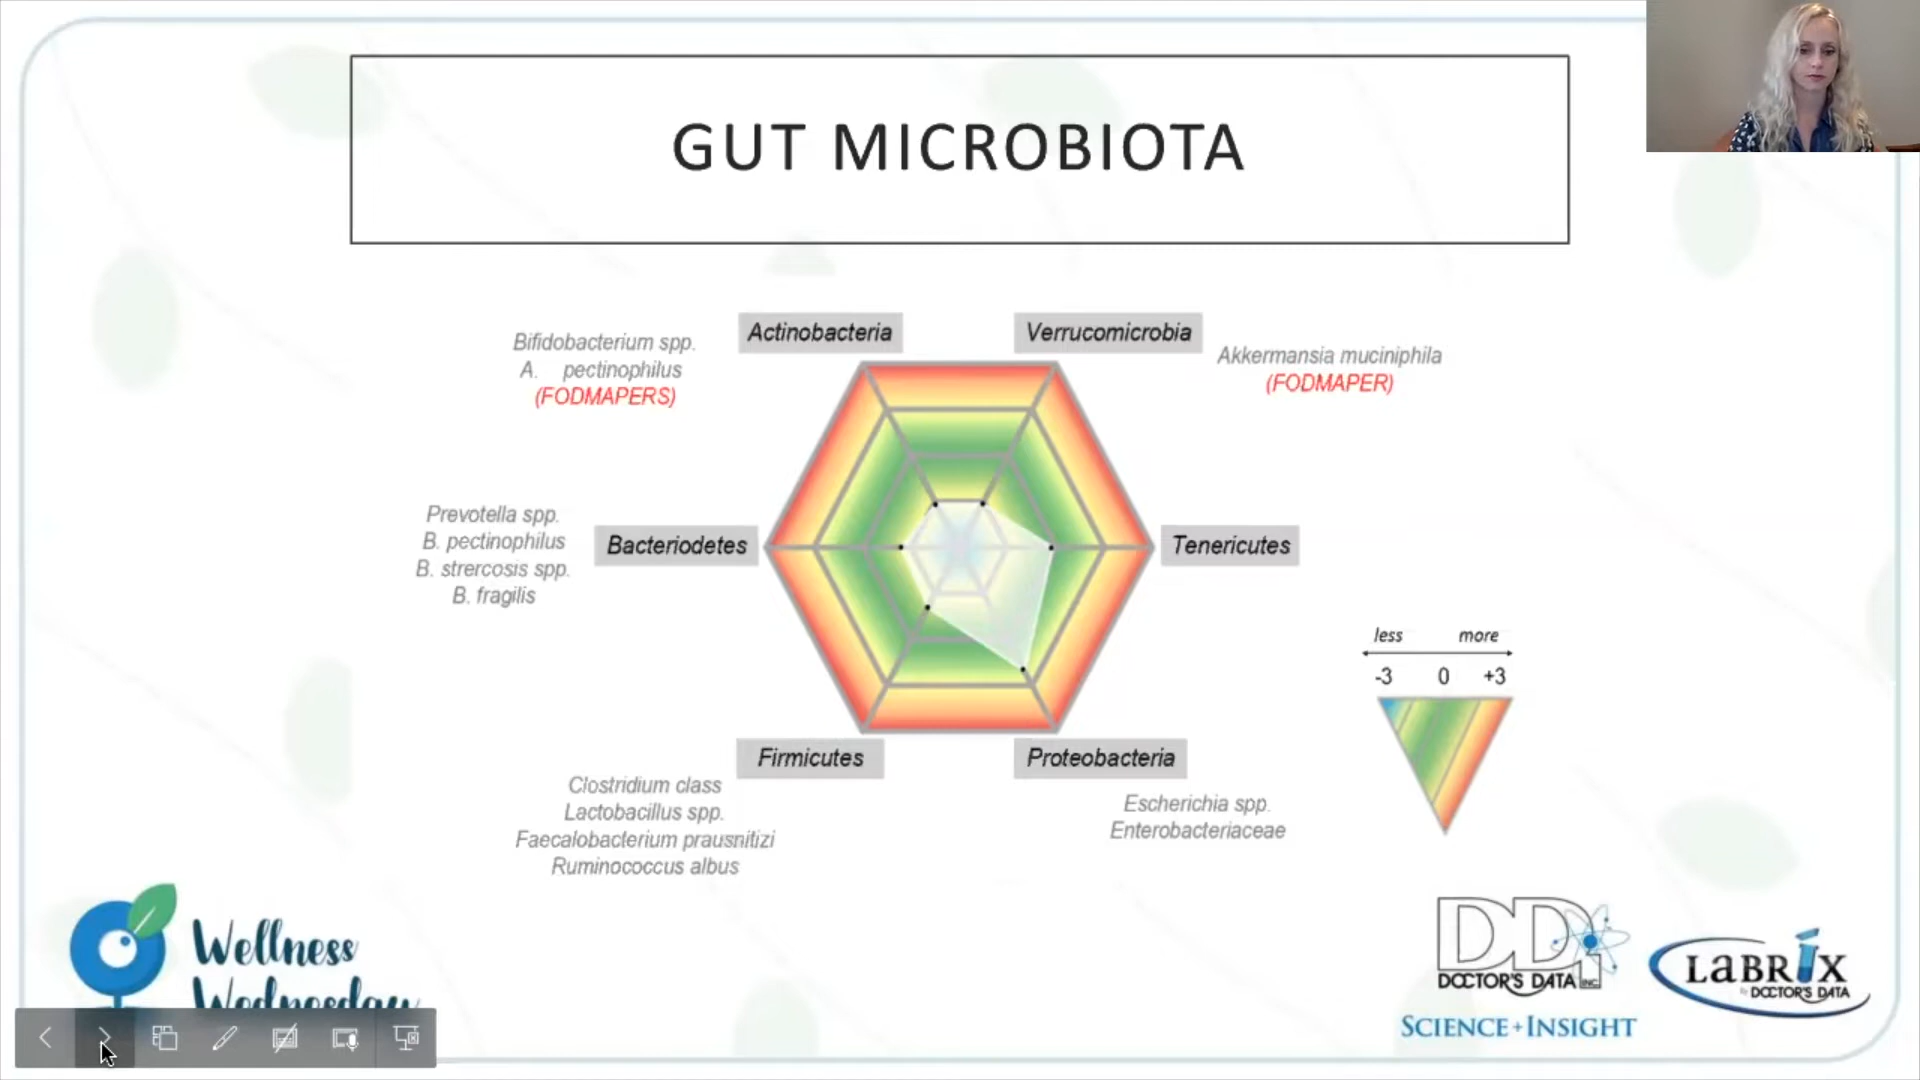 GUT MICROBIOTA
Actinobacteria
Verrucomicrobia
Bifidobacterium spp.
A. pectinophilus
(FODMAPERS)
Akkermansia muciniphila
(FODMAPER)
Prevotella spp.
B. pectinophilus
B. strercosis spp.
B. fragilis
Bacteriodetes
Tenericutes
less more
-3 0 +3
Firmicutes
Proteobacteria
Clostridium class
Lactobacillus spp.
Faecalobacterium prausnitizi
Ruminococcus albus
Escherichia spp.
Enterobacteriaceae
Wellness
Wednesday
DDI
DOCTOR'S DATA INC.
SCIENCE + INSIGHT
LABRIX
by DOCTOR'S DATA